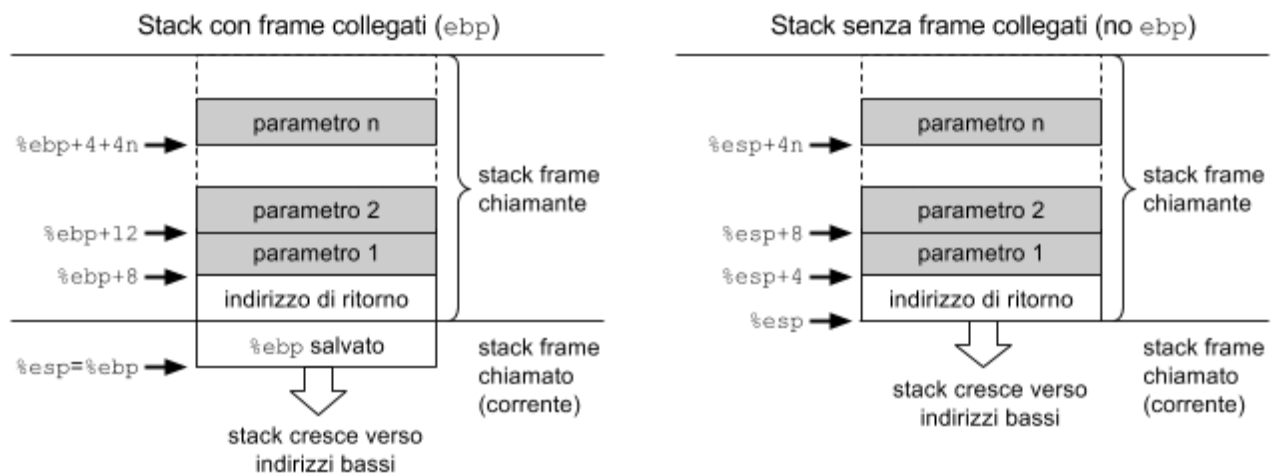 Stack con frame collegati (ebp)
parametro n
%ebp+4+4n
stack frame
chiamante
parametro 2
%ebp+12
parametro 1
%ebp+8
indirizzo di ritorno
%ebp salvato
%esp=%ebp
stack frame
chiamato
(corrente)
stack cresce verso
indirizzi bassi
Stack senza frame collegati (no ebp)
parametro n
%esp+4n
stack frame
chiamante
parametro 2
%esp+8
parametro 1
%esp+4
indirizzo di ritorno
%esp
stack frame
chiamato
(corrente)
stack cresce verso
indirizzi bassi